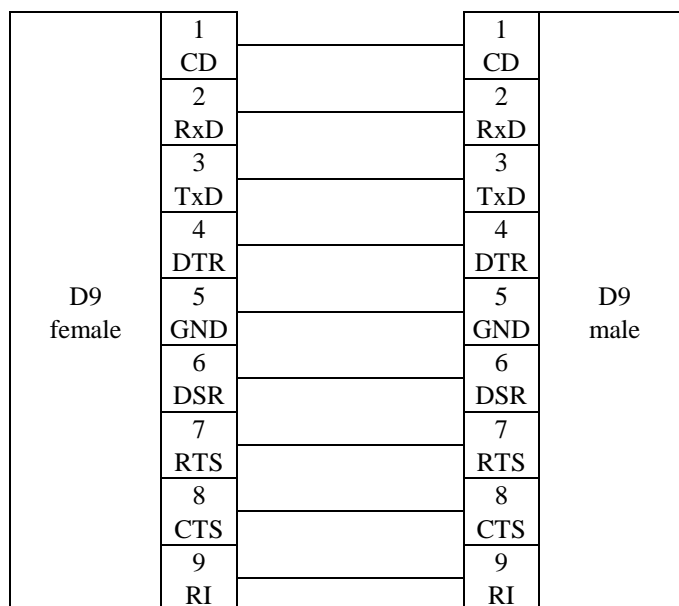 1
CD
2
RxD
3
TxD
4
DTR
5
GND
6
DSR
7
RTS
8
CTS
9
RI
D9
female
1
CD
2
RxD
3
TxD
4
DTR
5
GND
6
DSR
7
RTS
8
CTS
9
RI
D9
male